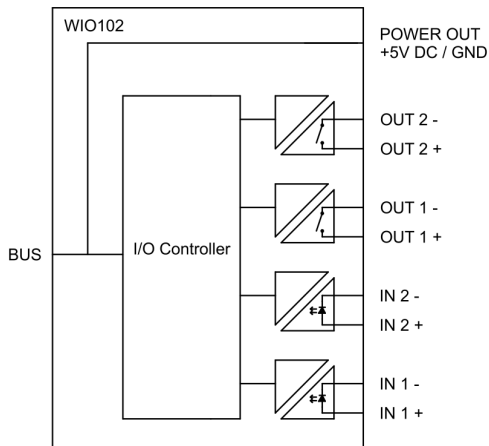 WIO102
POWER OUT
+5V DC / GND
OUT 2 -
OUT 2 +
OUT 1 -
OUT 1 +
BUS
I/O Controller
IN 2 -
IN 2 +
IN 1 -
IN 1 +